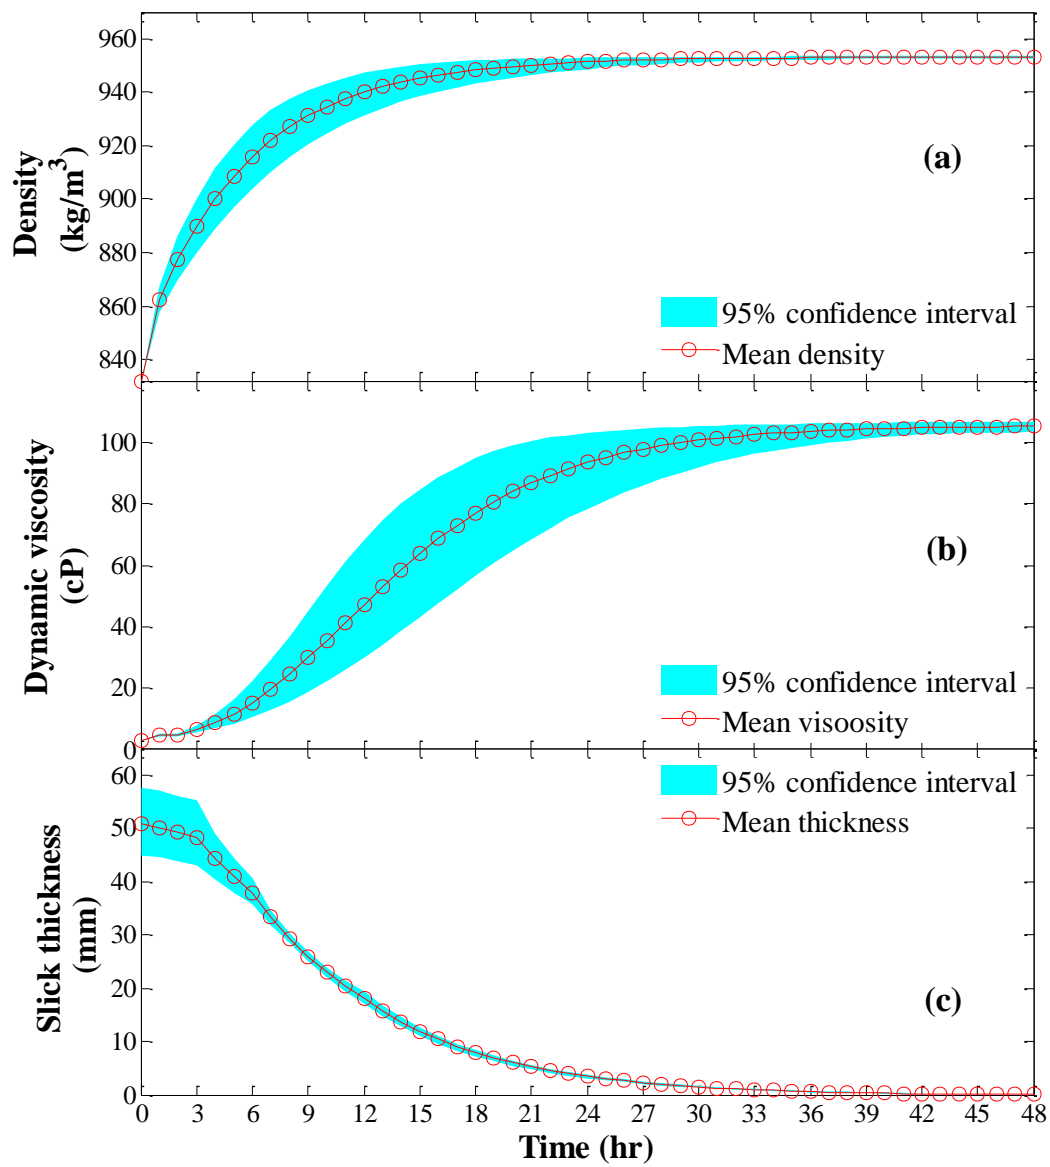 960
940
920
900
880
860
840
Density
(kg/m³)
(a)
95% confidence interval
Mean density
100
80
60
40
20
0
Dynamic viscosity
(cP)
(b)
95% confidence interval
Mean visoosity
60
50
40
30
20
10
0
Slick thickness
(mm)
95% confidence interval
Mean thickness
(c)
0 3 6 9 12 15 18 21 24 27 30 33 36 39 42 45 48
Time (hr)